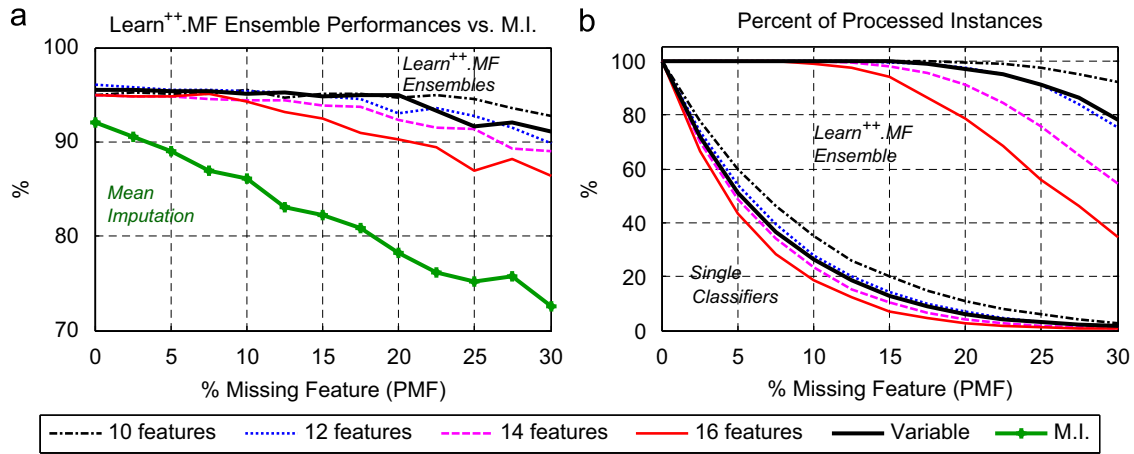 a
Learn++.MF Ensemble Performances vs. M.I.
100
90
80
70
%
Learn++.MF
Ensembles
Mean
Imputation
0 5 10 15 20 25 30
% Missing Feature (PMF)
b
Percent of Processed Instances
100
80
60
40
20
0
%
Learn++.MF
Ensemble
Single
Classifiers
0 5 10 15 20 25 30
% Missing Feature (PMF)
10 features 12 features 14 features 16 features Variable M.I.